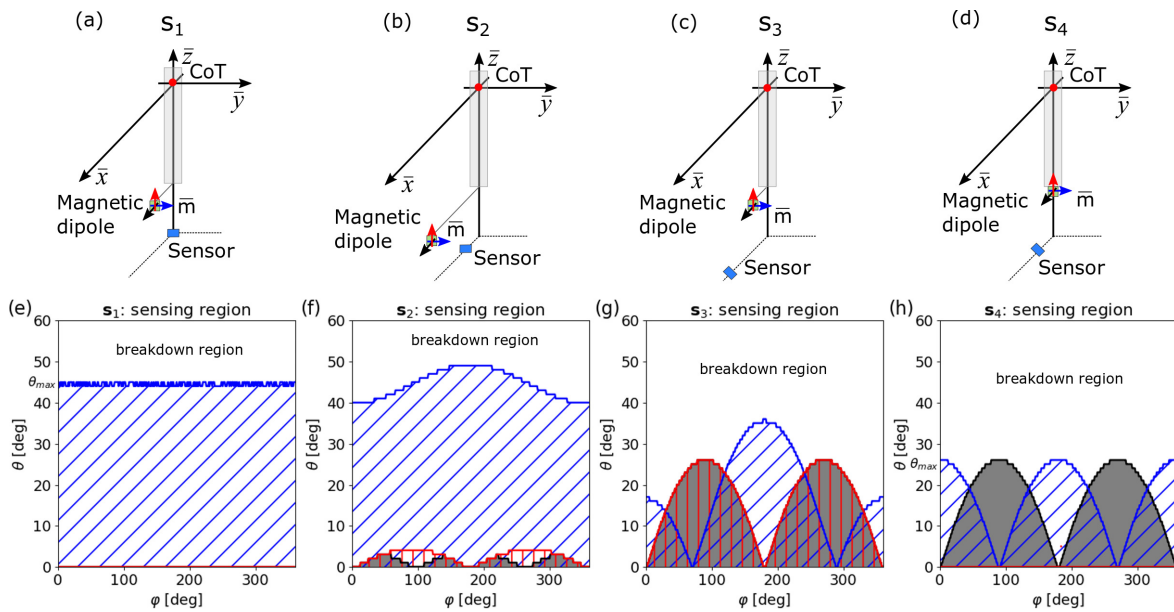 (a)
S₁
z̄
CoT
ȳ
x̄
Magnetic
dipole
m̄
Sensor
(b)
S₂
z̄
CoT
ȳ
x̄
Magnetic
dipole
m̄
Sensor
(c)
S₃
z̄
CoT
ȳ
x̄
Magnetic
dipole
m̄
Sensor
(d)
S₄
z̄
CoT
ȳ
x̄
Magnetic
dipole
m̄
Sensor
(e)
s₁: sensing region
breakdown region
60
50
θmax
40
30
20
10
0
θ [deg]
0 100 200 300
φ [deg]
(f)
s₂: sensing region
breakdown region
60
50
40
30
20
10
0
θ [deg]
0 100 200 300
φ [deg]
(g)
s₃: sensing region
breakdown region
60
50
40
30
20
10
0
θ [deg]
0 100 200 300
φ [deg]
(h)
s₄: sensing region
breakdown region
60
50
40
30
θmax
20
10
0
θ [deg]
0 100 200 300
φ [deg]